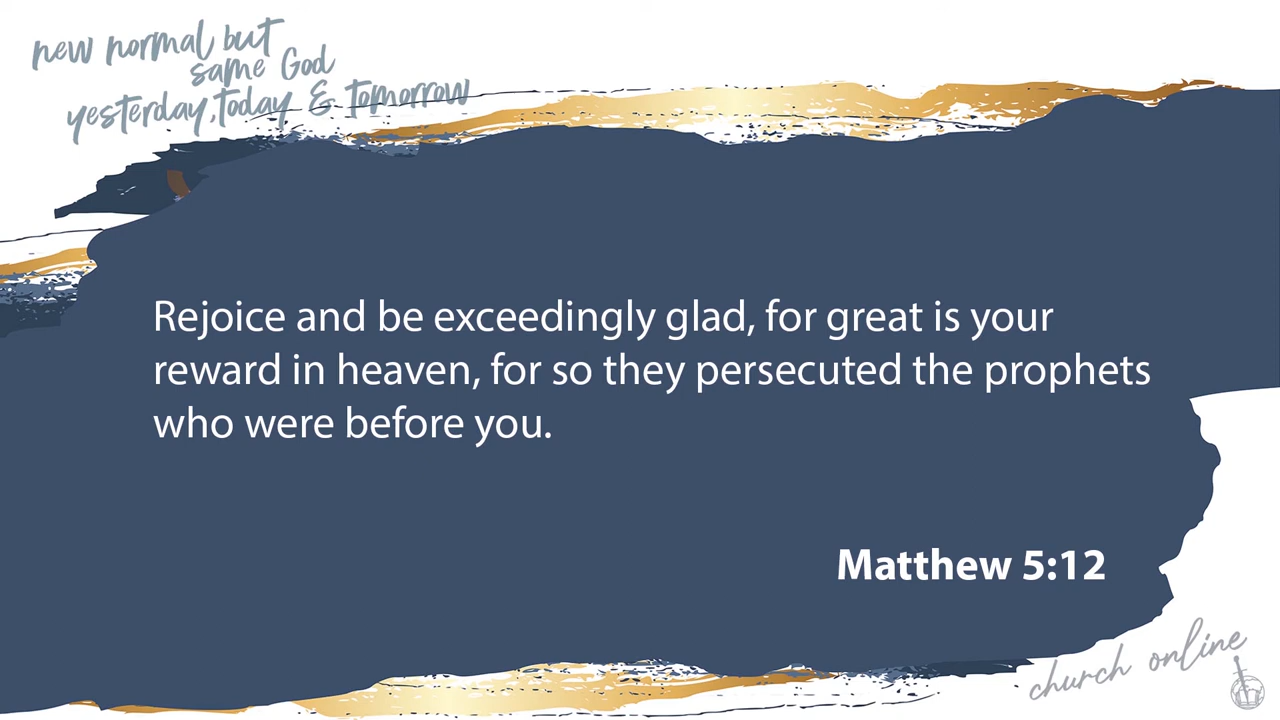 new normal but
same God
yesterday, today & tomorrow
Rejoice and be exceedingly glad, for great is your
reward in heaven, for so they persecuted the prophets
who were before you.
Matthew 5:12
church online